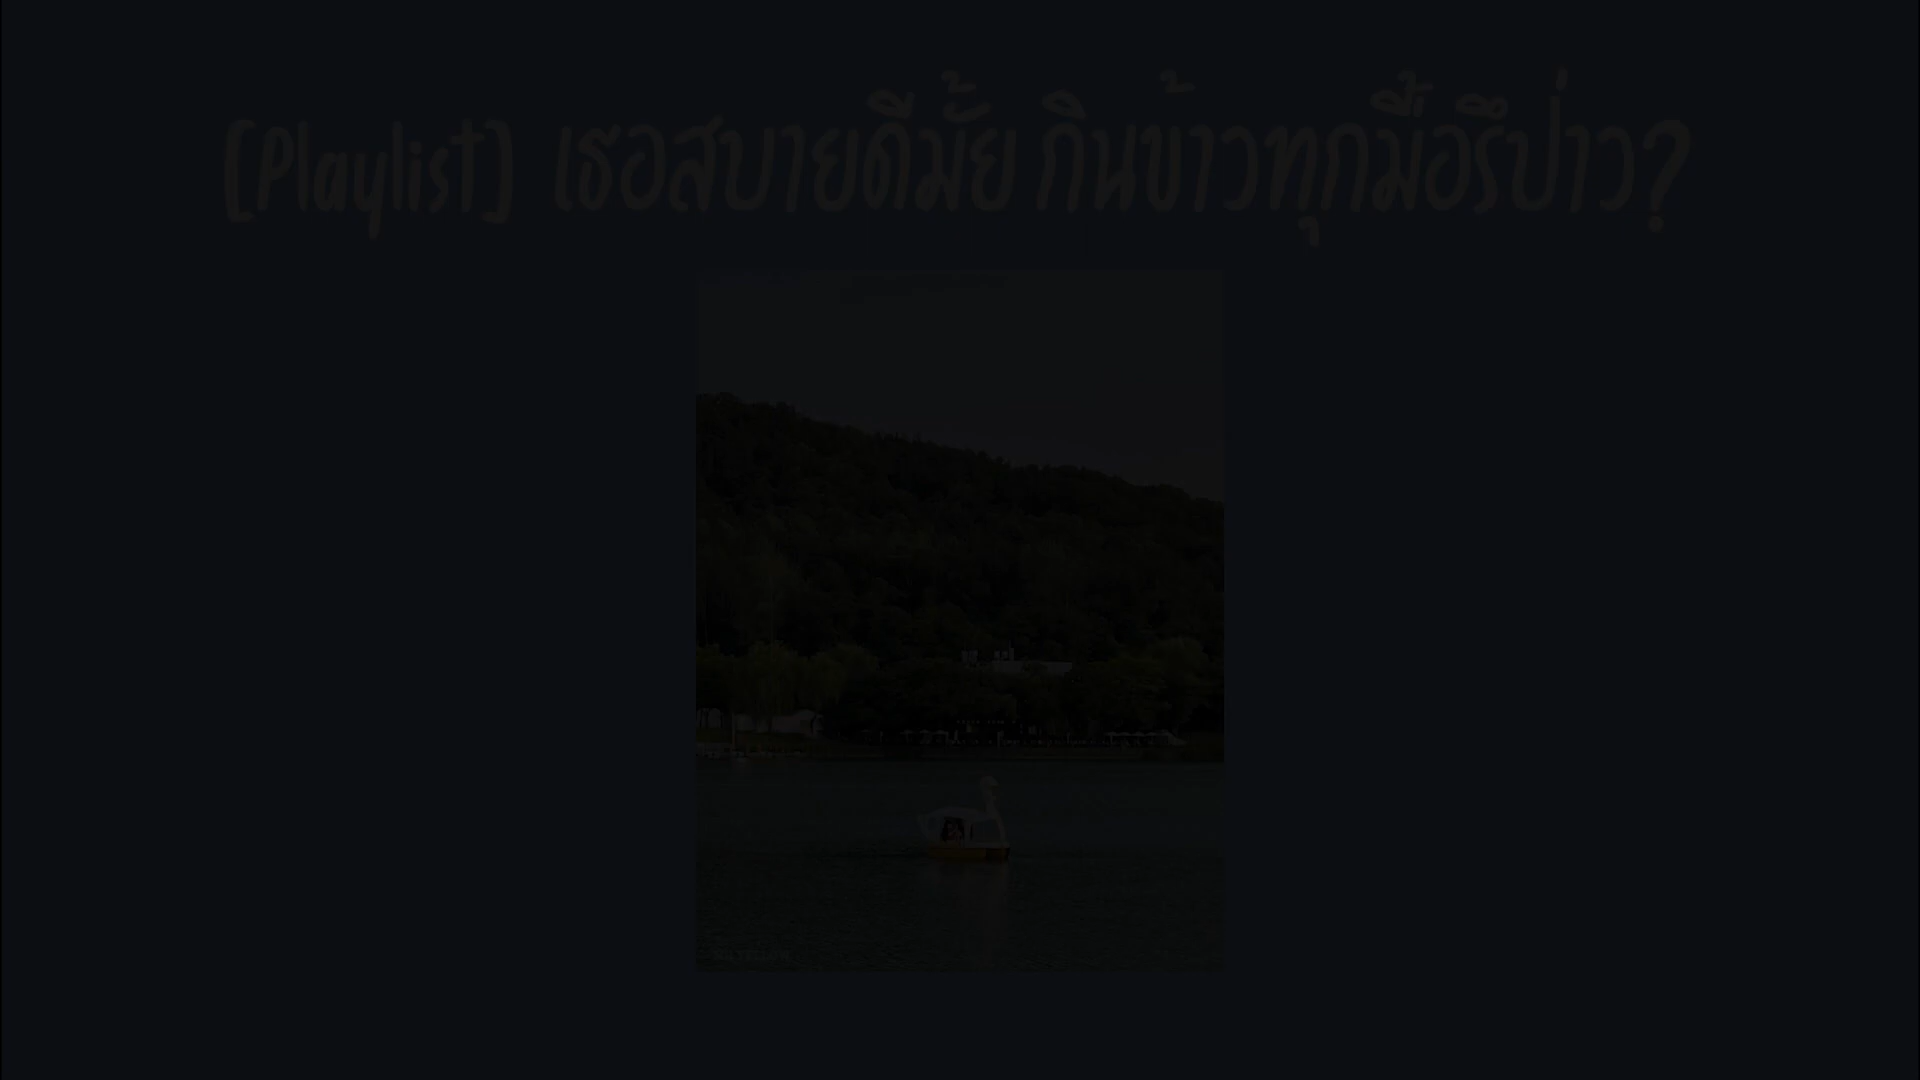 [Playlist] เธอสบายดีมั้ย กินข้าวทุกมื้อรึป่าว?